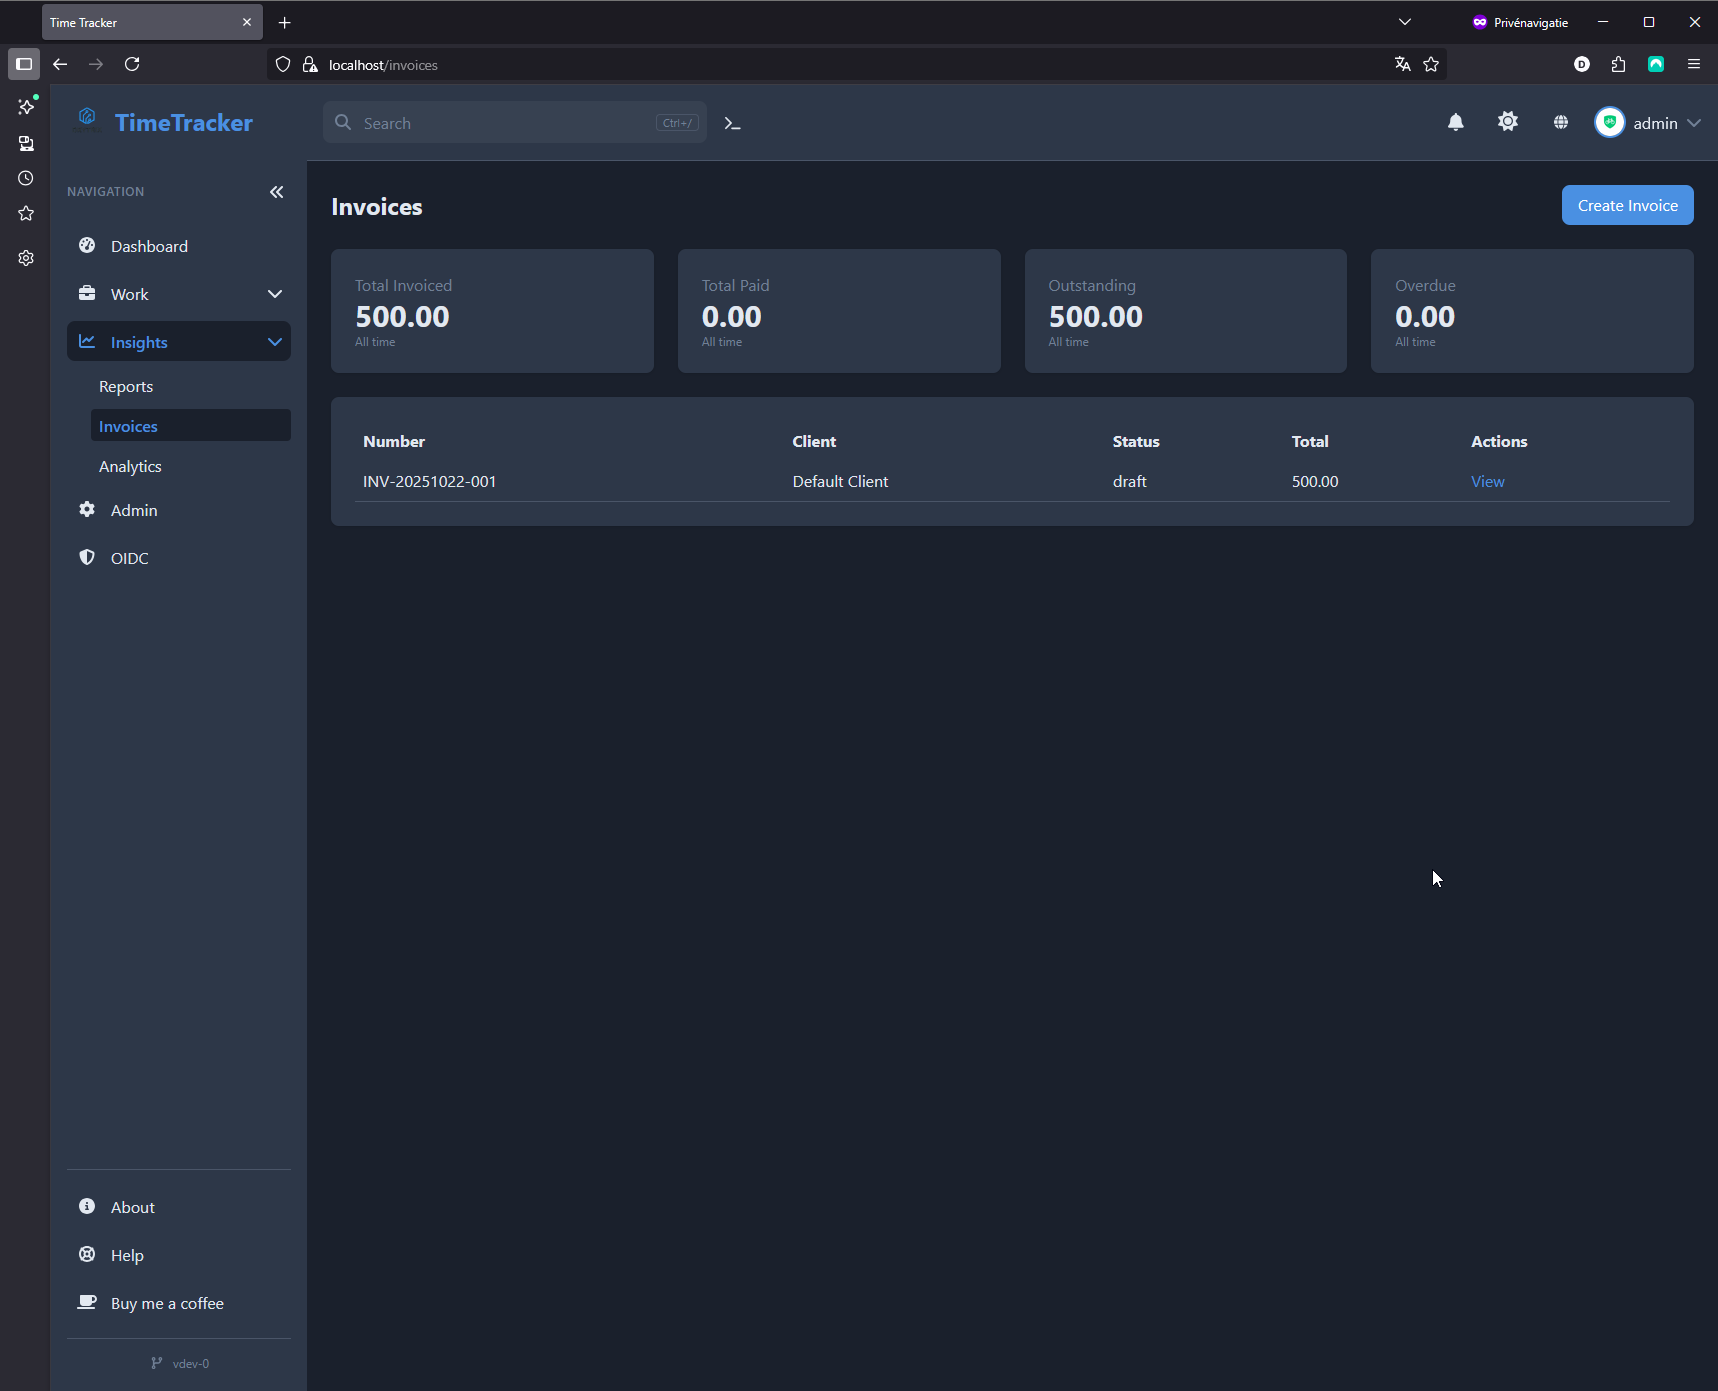 Time Tracker
Privénavigatie
localhost/invoices
D
TimeTracker
Search
Ctrl+/
admin
NAVIGATION
Dashboard
Work
Insights
Reports
Invoices
Analytics
Admin
OIDC
Invoices
Create Invoice
Total Invoiced
500.00
All time
Total Paid
0.00
All time
Outstanding
500.00
All time
Overdue
0.00
All time
Number Client Status Total Actions
INV-20251022-001 Default Client draft 500.00 View
About
Help
Buy me a coffee
vdev-0